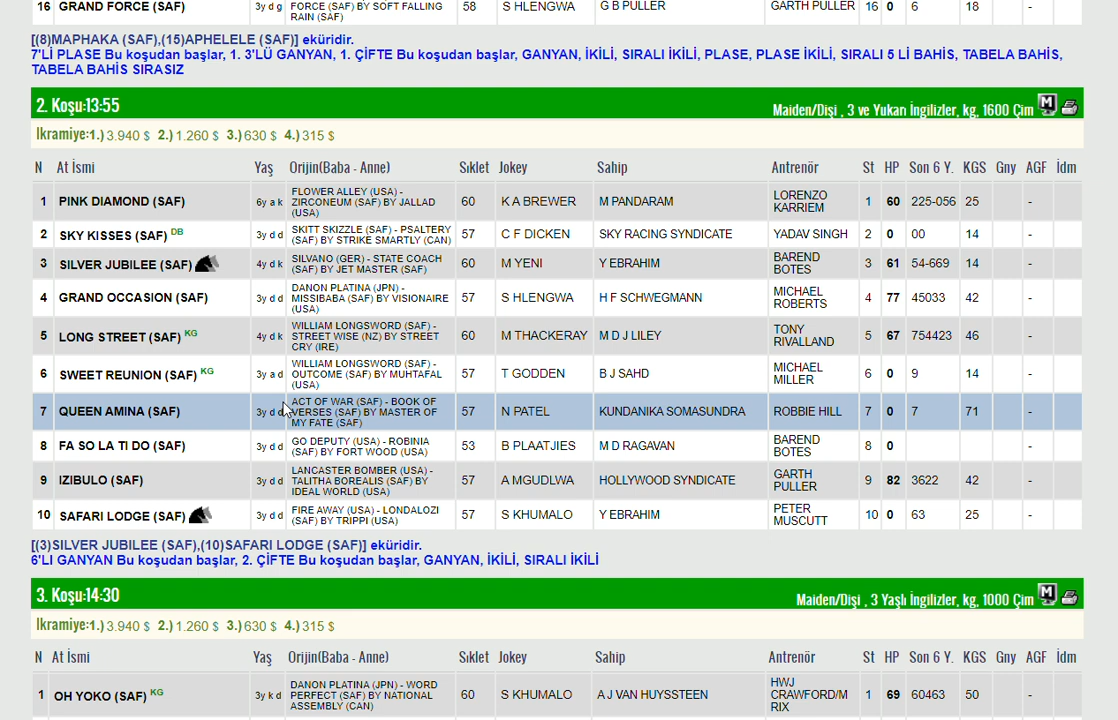 16 GRAND FORCE (SAF) 3y d g FORCE (SAF) BY SOFT FALLING RAIN (SAF) 58 S HLENGWA G B PULLER GARTH PULLER 16 0 6 18 -
[(8)MAPHAKA (SAF),(15)APHELELE (SAF)] eküridir.
7'Lİ PLASE Bu koşudan başlar, 1. 3'LÜ GANYAN, 1. ÇİFTE Bu koşudan başlar, GANYAN, İKİLİ, SIRALI İKİLİ, PLASE, PLASE İKİLİ, SIRALI 5 Lİ BAHİS, TABELA BAHİS,
TABELA BAHİS SIRASIZ
2. Koşu:13:55 Maiden/Dişi , 3 ve Yukarı İngilizler, kg, 1600 Çim M
İkramiye:1.) 3.940 $ 2.) 1.260 $ 3.) 630 $ 4.) 315 $
N At İsmi Yaş Orijin(Baba - Anne) Sıklet Jokey Sahip Antrenör St HP Son 6 Y. KGS Gny AGF İdm
1 PINK DIAMOND (SAF) 6y a k FLOWER ALLEY (USA) - ZIRCONEUM (SAF) BY JALLAD (USA) 60 K A BREWER M PANDARAM LORENZO KARRIEM 1 60 225-056 25 -
2 SKY KISSES (SAF) DB 3y d d SKITT SKIZZLE (SAF) - PSALTERY (SAF) BY STRIKE SMARTLY (CAN) 57 C F DICKEN SKY RACING SYNDICATE YADAV SINGH 2 0 00 14 -
3 SILVER JUBILEE (SAF) 4y d k SILVANO (GER) - STATE COACH (SAF) BY JET MASTER (SAF) 60 M YENI Y EBRAHIM BAREND BOTES 3 61 54-669 14 -
4 GRAND OCCASION (SAF) 3y d d DANON PLATINA (JPN) - MISSIBABA (SAF) BY VISIONAIRE (USA) 57 S HLENGWA H F SCHWEGMANN MICHAEL ROBERTS 4 77 45033 42 -
5 LONG STREET (SAF) KG 4y d k WILLIAM LONGSWORD (SAF) - STREET WISE (NZ) BY STREET CRY (IRE) 60 M THACKERAY M D J LILEY TONY RIVALLAND 5 67 754423 46 -
6 SWEET REUNION (SAF) KG 3y a d WILLIAM LONGSWORD (SAF) - OUTCOME (SAF) BY MUHTAFAL (USA) 57 T GODDEN B J SAHD MICHAEL MILLER 6 0 9 14 -
7 QUEEN AMINA (SAF) 3y d d ACT OF WAR (SAF) - BOOK OF VERSES (SAF) BY MASTER OF MY FATE (SAF) 57 N PATEL KUNDANIKA SOMASUNDRA ROBBIE HILL 7 0 7 71 -
8 FA SO LA TI DO (SAF) 3y d d GO DEPUTY (USA) - ROBINIA (SAF) BY FORT WOOD (USA) 53 B PLAATJIES M D RAGAVAN BAREND BOTES 8 0 -
9 IZIBULO (SAF) 3y d d LANCASTER BOMBER (USA) - TALITHA BOREALIS (SAF) BY IDEAL WORLD (USA) 57 A MGUDLWA HOLLYWOOD SYNDICATE GARTH PULLER 9 82 3622 42 -
10 SAFARI LODGE (SAF) 3y d d FIRE AWAY (USA) - LONDALOZI (SAF) BY TRIPPI (USA) 57 S KHUMALO Y EBRAHIM PETER MUSCUTT 10 0 63 25 -
[(3)SILVER JUBILEE (SAF),(10)SAFARI LODGE (SAF)] eküridir.
6'LI GANYAN Bu koşudan başlar, 2. ÇİFTE Bu koşudan başlar, GANYAN, İKİLİ, SIRALI İKİLİ
3. Koşu:14:30 Maiden/Dişi , 3 Yaşlı İngilizler, kg, 1000 Çim M
İkramiye:1.) 3.940 $ 2.) 1.260 $ 3.) 630 $ 4.) 315 $
N At İsmi Yaş Orijin(Baba - Anne) Sıklet Jokey Sahip Antrenör St HP Son 6 Y. KGS Gny AGF İdm
1 OH YOKO (SAF) KG 3y k d DANON PLATINA (JPN) - WORD PERFECT (SAF) BY NATIONAL ASSEMBLY (CAN) 60 S KHUMALO A J VAN HUYSSTEEN HWJ CRAWFORD/M RIX 1 69 60463 50 -